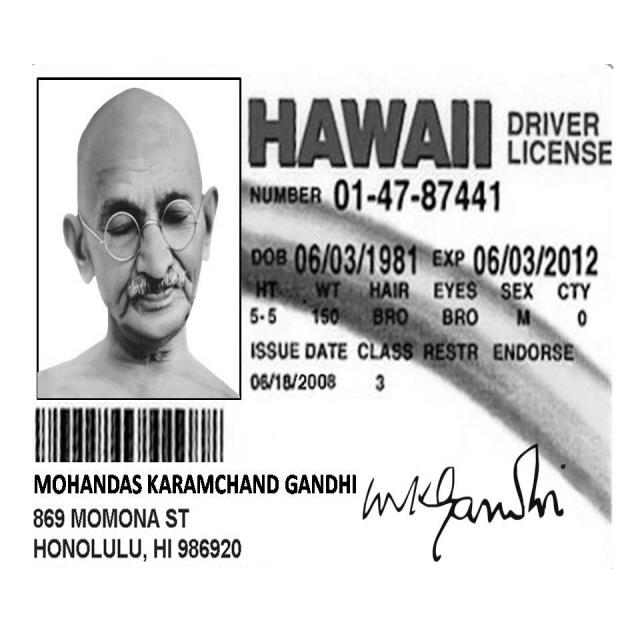 HAWAII DRIVER LICENSE
NUMBER 01-47-87441
DOB 06/03/1981 EXP 06/03/2012
HT WT HAIR EYES SEX CTY
5-5 150 BRO BRO M 0
ISSUE DATE CLASS RESTR ENDORSE
06/18/2008 3
MOHANDAS KARAMCHAND GANDHI
869 MOMONA ST
HONOLULU, HI 986920
MKGandhi